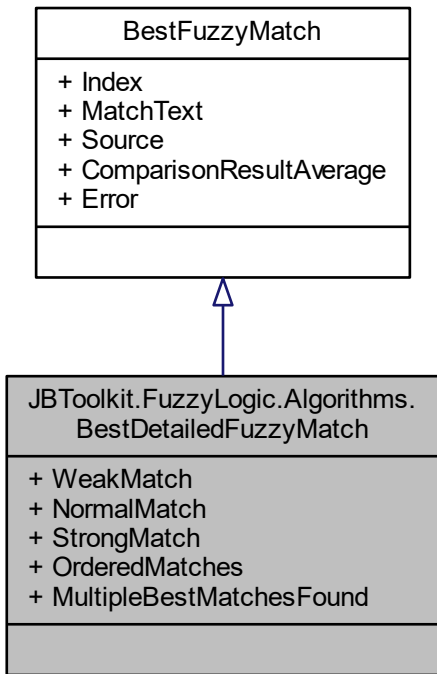 BestFuzzyMatch
+ Index
+ MatchText
+ Source
+ ComparisonResultAverage
+ Error
JBToolkit.FuzzyLogic.Algorithms.
BestDetailedFuzzyMatch
+ WeakMatch
+ NormalMatch
+ StrongMatch
+ OrderedMatches
+ MultipleBestMatchesFound